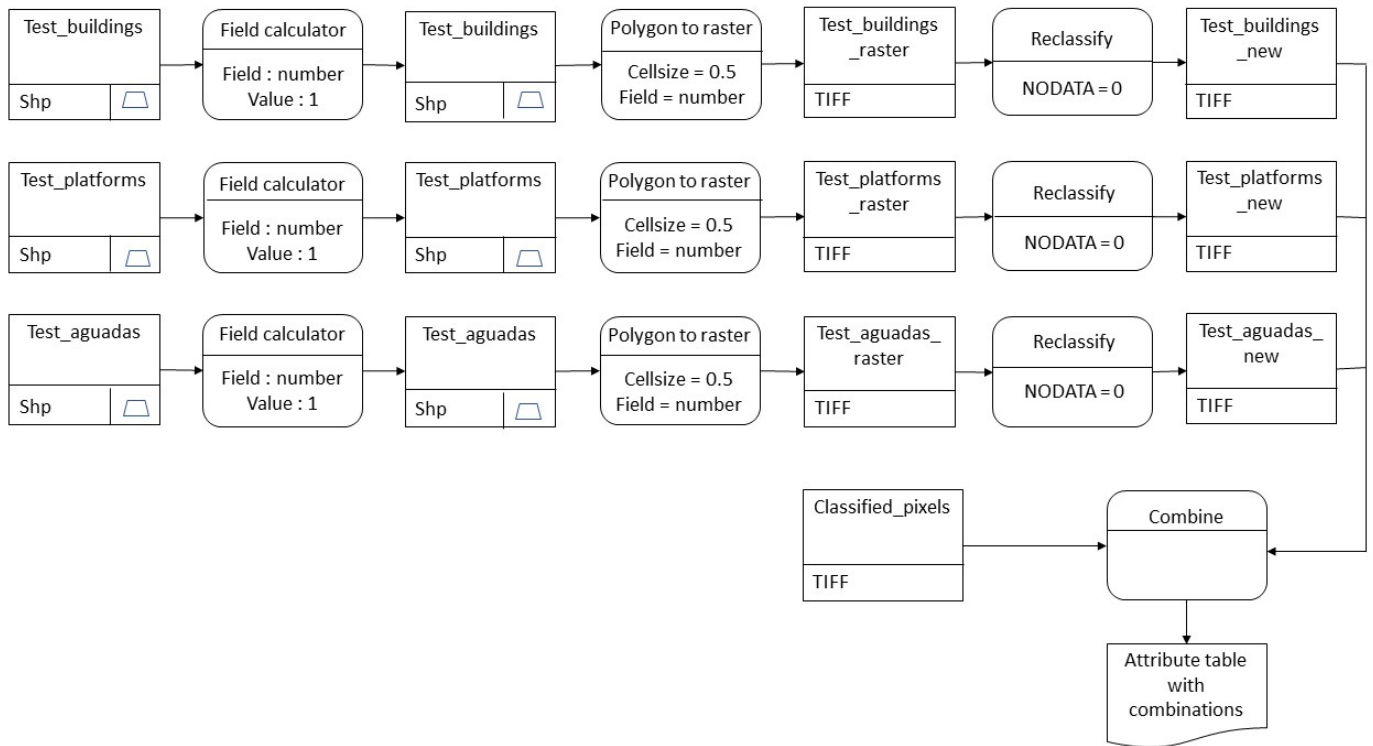 Test_buildings
Shp
Field calculator
Field : number
Value : 1
Test_buildings
Shp
Polygon to raster
Cellsize = 0.5
Field = number
Test_buildings
_raster
TIFF
Reclassify
NODATA = 0
Test_buildings
_new
TIFF
Test_platforms
Shp
Field calculator
Field : number
Value : 1
Test_platforms
Shp
Polygon to raster
Cellsize = 0.5
Field = number
Test_platforms
_raster
TIFF
Reclassify
NODATA = 0
Test_platforms
_new
TIFF
Test_aguadas
Shp
Field calculator
Field : number
Value : 1
Test_aguadas
Shp
Polygon to raster
Cellsize = 0.5
Field = number
Test_aguadas_
raster
TIFF
Reclassify
NODATA = 0
Test_aguadas_
new
TIFF
Classified_pixels
TIFF
Combine
Attribute table
with
combinations